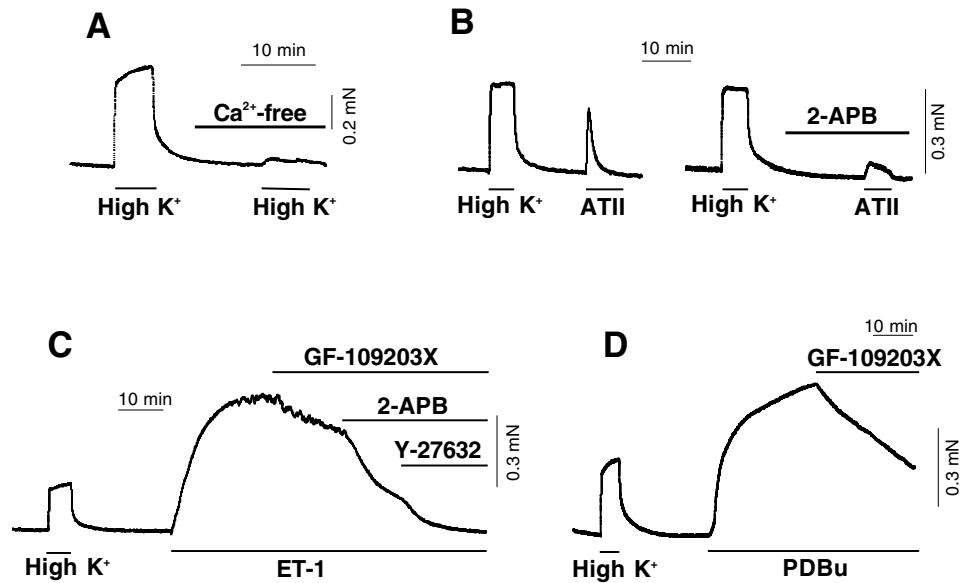 A
10 min
Ca²⁺-free
0.2 mN
High K⁺
High K⁺
B
10 min
2-APB
0.3 mN
High K⁺
ATII
High K⁺
ATII
C
GF-109203X
10 min
2-APB
Y-27632
0.3 mN
High K⁺
ET-1
D
10 min
GF-109203X
0.3 mN
High K⁺
PDBu